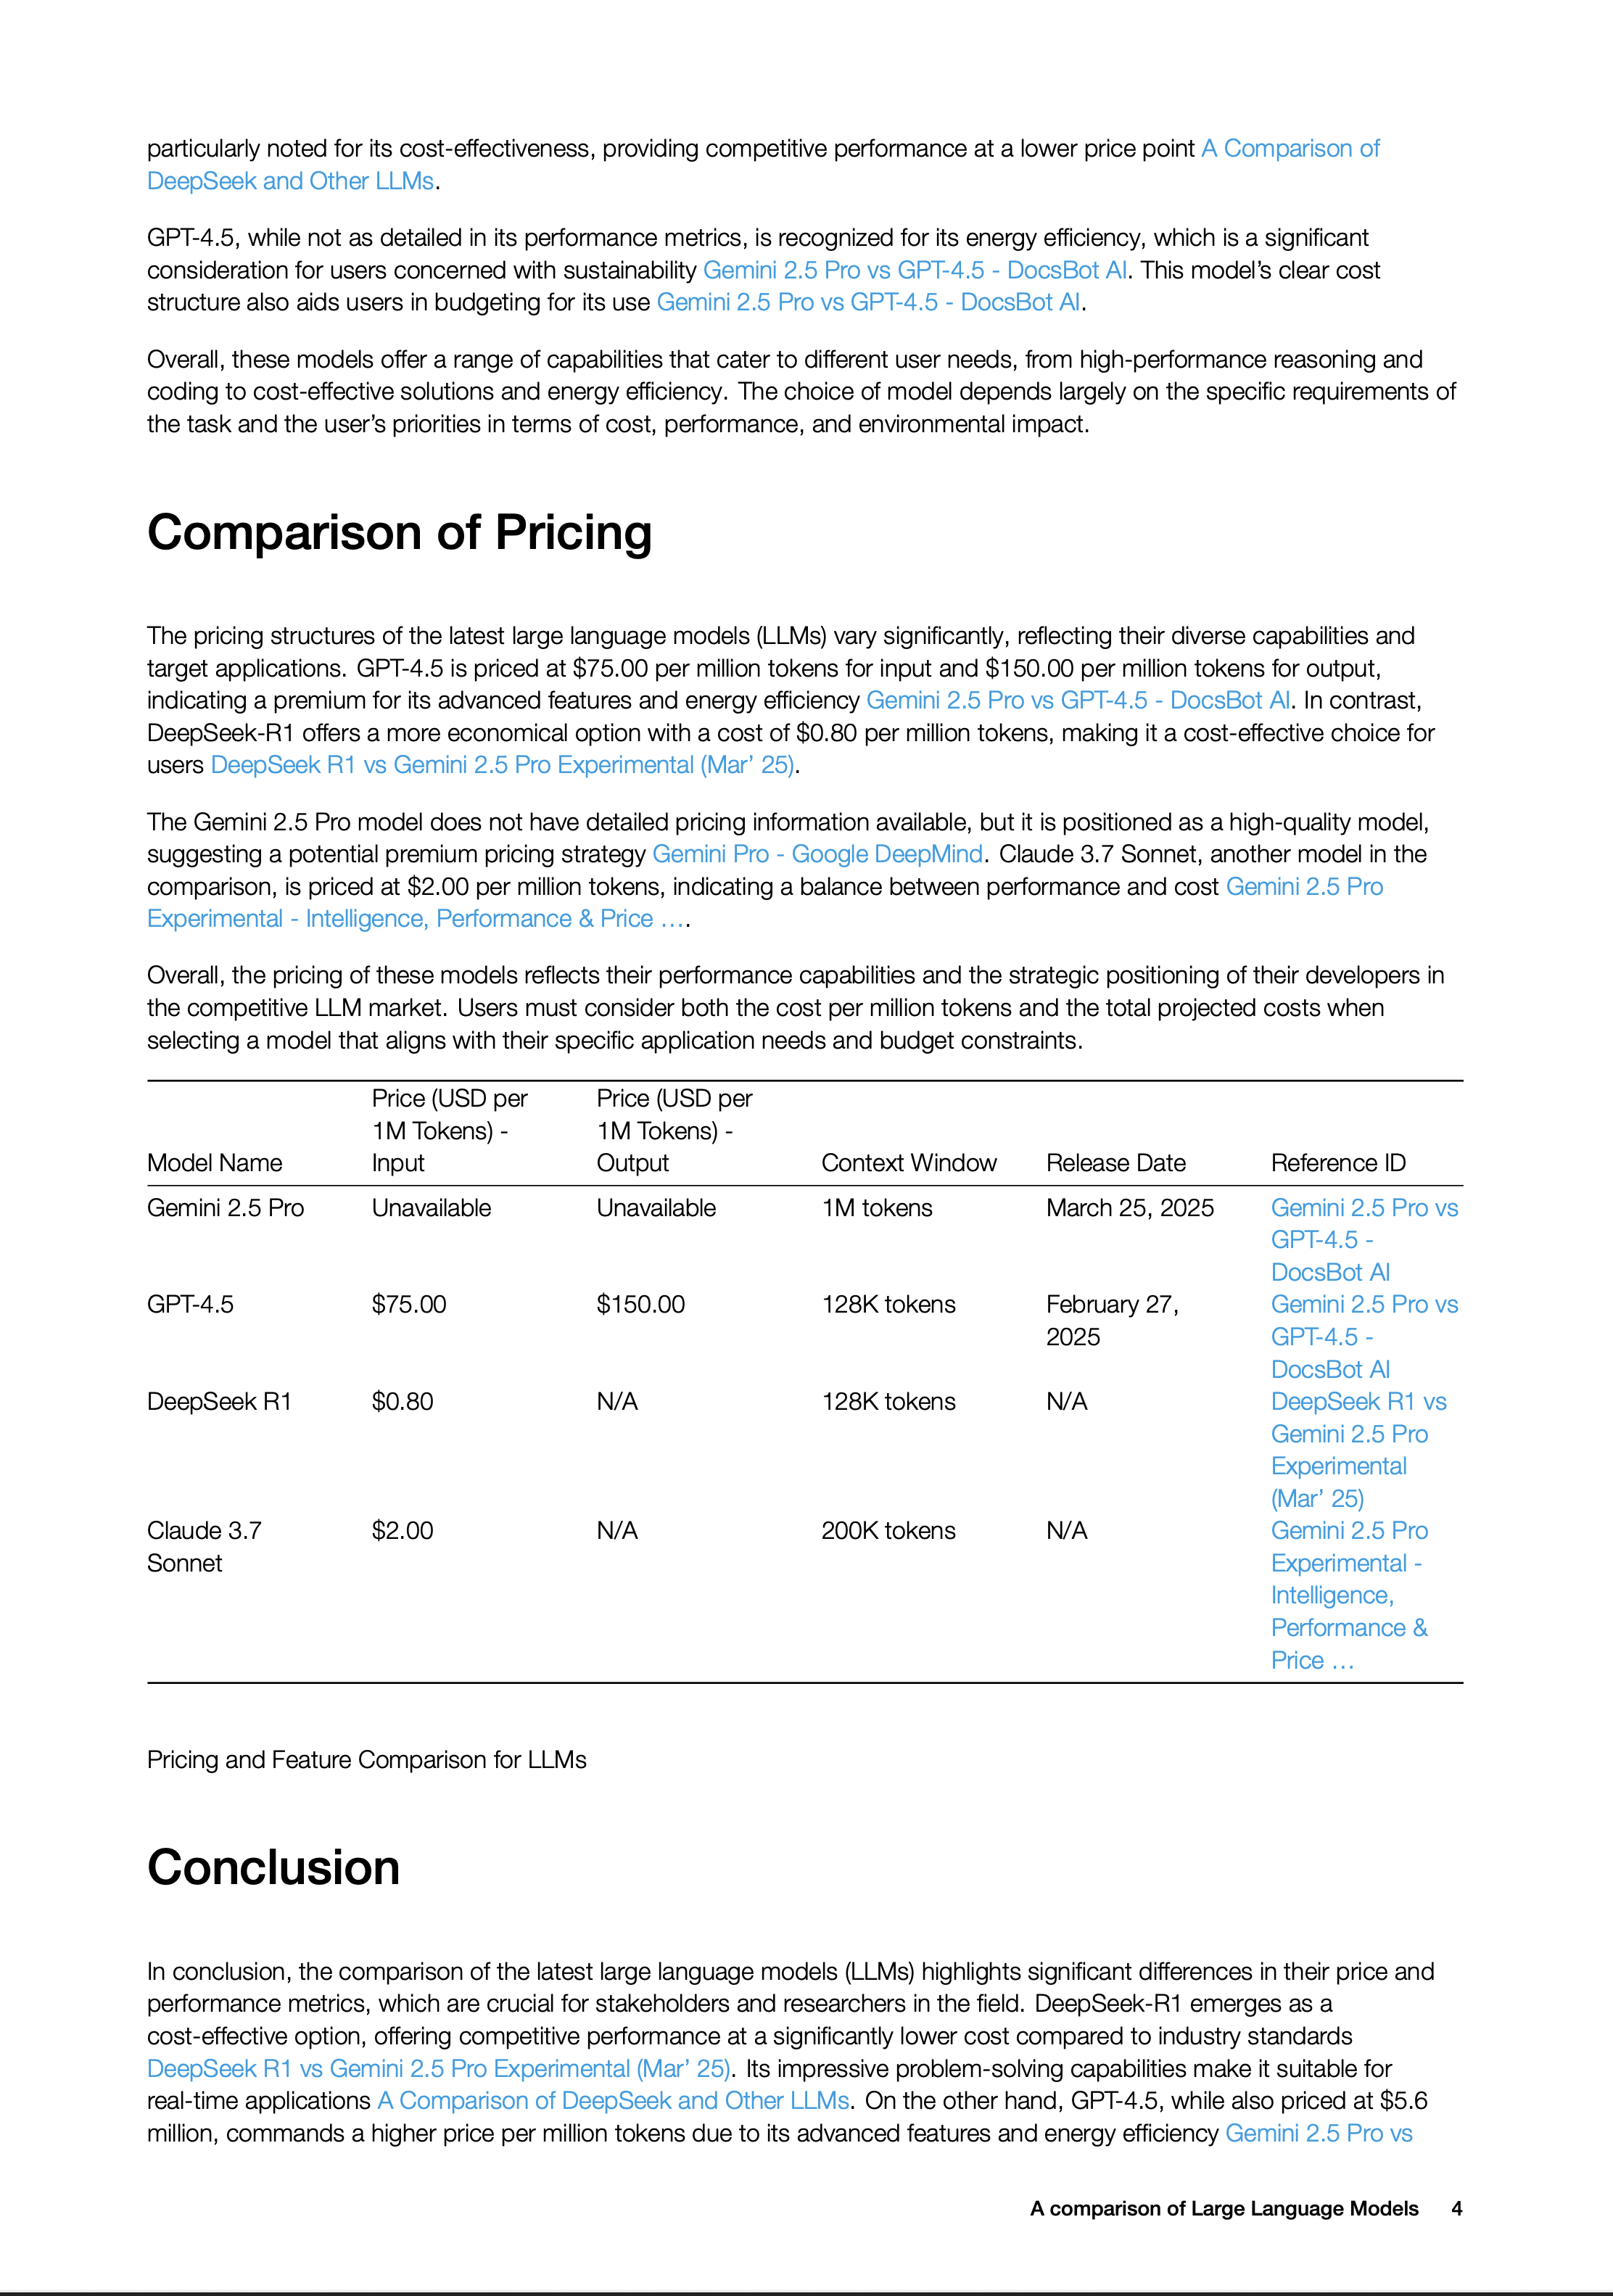 particularly noted for its cost-effectiveness, providing competitive performance at a lower price point A Comparison of
DeepSeek and Other LLMs.
GPT-4.5, while not as detailed in its performance metrics, is recognized for its energy efficiency, which is a significant
consideration for users concerned with sustainability Gemini 2.5 Pro vs GPT-4.5 - DocsBot AI. This model’s clear cost
structure also aids users in budgeting for its use Gemini 2.5 Pro vs GPT-4.5 - DocsBot AI.
Overall, these models offer a range of capabilities that cater to different user needs, from high-performance reasoning and
coding to cost-effective solutions and energy efficiency. The choice of model depends largely on the specific requirements of
the task and the user’s priorities in terms of cost, performance, and environmental impact.
Comparison of Pricing
The pricing structures of the latest large language models (LLMs) vary significantly, reflecting their diverse capabilities and
target applications. GPT-4.5 is priced at $75.00 per million tokens for input and $150.00 per million tokens for output,
indicating a premium for its advanced features and energy efficiency Gemini 2.5 Pro vs GPT-4.5 - DocsBot AI. In contrast,
DeepSeek-R1 offers a more economical option with a cost of $0.80 per million tokens, making it a cost-effective choice for
users DeepSeek R1 vs Gemini 2.5 Pro Experimental (Mar’ 25).
The Gemini 2.5 Pro model does not have detailed pricing information available, but it is positioned as a high-quality model,
suggesting a potential premium pricing strategy Gemini Pro - Google DeepMind. Claude 3.7 Sonnet, another model in the
comparison, is priced at $2.00 per million tokens, indicating a balance between performance and cost Gemini 2.5 Pro
Experimental - Intelligence, Performance & Price ….
Overall, the pricing of these models reflects their performance capabilities and the strategic positioning of their developers in
the competitive LLM market. Users must consider both the cost per million tokens and the total projected costs when
selecting a model that aligns with their specific application needs and budget constraints.
Price (USD per Price (USD per
1M Tokens) - 1M Tokens) -
Model Name Input Output Context Window Release Date Reference ID
Gemini 2.5 Pro Unavailable Unavailable 1M tokens March 25, 2025 Gemini 2.5 Pro vs
GPT-4.5 -
DocsBot AI
GPT-4.5 $75.00 $150.00 128K tokens February 27, Gemini 2.5 Pro vs
2025 GPT-4.5 -
DocsBot AI
DeepSeek R1 $0.80 N/A 128K tokens N/A DeepSeek R1 vs
Gemini 2.5 Pro
Experimental
(Mar’ 25)
Claude 3.7 $2.00 N/A 200K tokens N/A Gemini 2.5 Pro
Sonnet Experimental -
Intelligence,
Performance &
Price …
Pricing and Feature Comparison for LLMs
Conclusion
In conclusion, the comparison of the latest large language models (LLMs) highlights significant differences in their price and
performance metrics, which are crucial for stakeholders and researchers in the field. DeepSeek-R1 emerges as a
cost-effective option, offering competitive performance at a significantly lower cost compared to industry standards
DeepSeek R1 vs Gemini 2.5 Pro Experimental (Mar’ 25). Its impressive problem-solving capabilities make it suitable for
real-time applications A Comparison of DeepSeek and Other LLMs. On the other hand, GPT-4.5, while also priced at $5.6
million, commands a higher price per million tokens due to its advanced features and energy efficiency Gemini 2.5 Pro vs
A comparison of Large Language Models 4